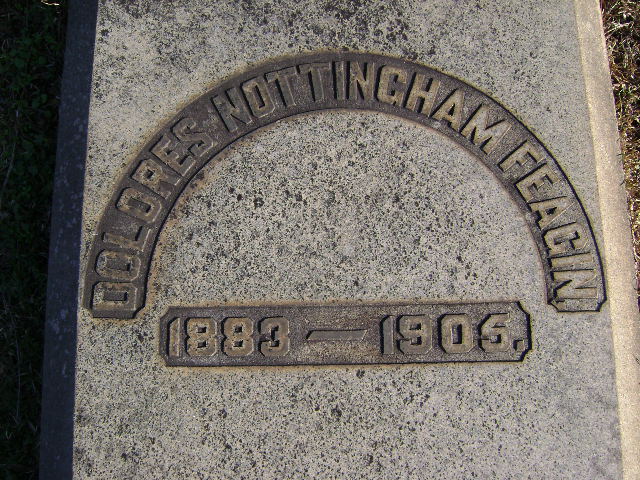 DOLORES NOTTINGHAM FEAGIN
1883 — 1905.